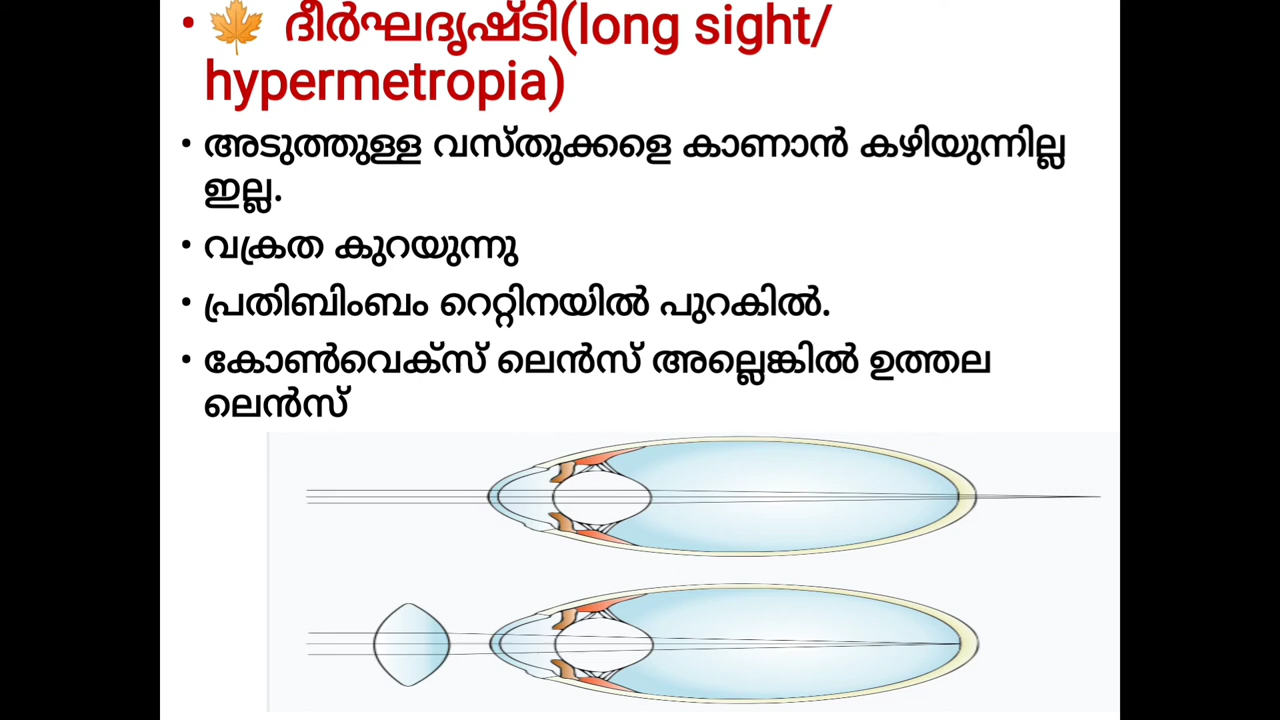 • 🍁 ദീർഘദൃഷ്ടി(long sight/
hypermetropia)
• അടുത്തുള്ള വസ്തുക്കളെ കാണാൻ കഴിയുന്നില്ല
ഇല്ല.
• വക്രത കുറയുന്നു
• പ്രതിബിംബം റെറ്റിനയിൽ പുറകിൽ.
• കോൺവെക്സ് ലെൻസ് അല്ലെങ്കിൽ ഉത്തല
ലെൻസ്